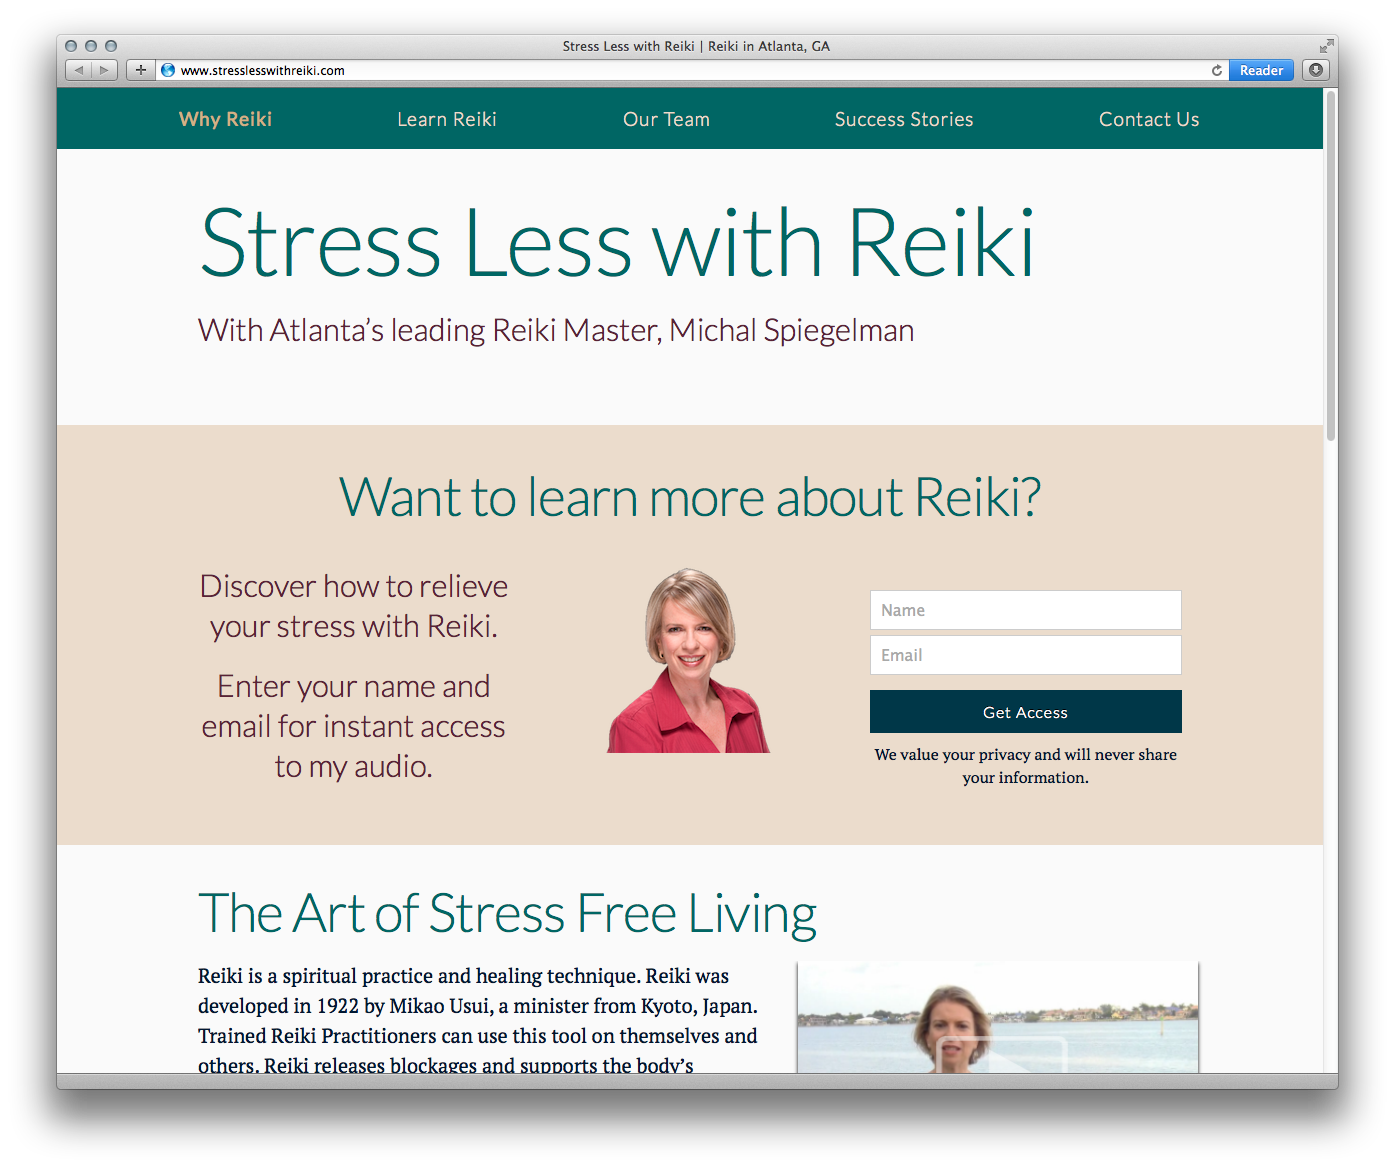 Stress Less with Reiki | Reiki in Atlanta, GA
www.stresslesswithreiki.com
Reader
Why Reiki
Learn Reiki
Our Team
Success Stories
Contact Us
Stress Less with Reiki
With Atlanta’s leading Reiki Master, Michal Spiegelman
Want to learn more about Reiki?
Discover how to relieve
your stress with Reiki.
Enter your name and
email for instant access
to my audio.
Name
Email
Get Access
We value your privacy and will never share
your information.
The Art of Stress Free Living
Reiki is a spiritual practice and healing technique. Reiki was
developed in 1922 by Mikao Usui, a minister from Kyoto, Japan.
Trained Reiki Practitioners can use this tool on themselves and
others. Reiki releases blockages and supports the body’s